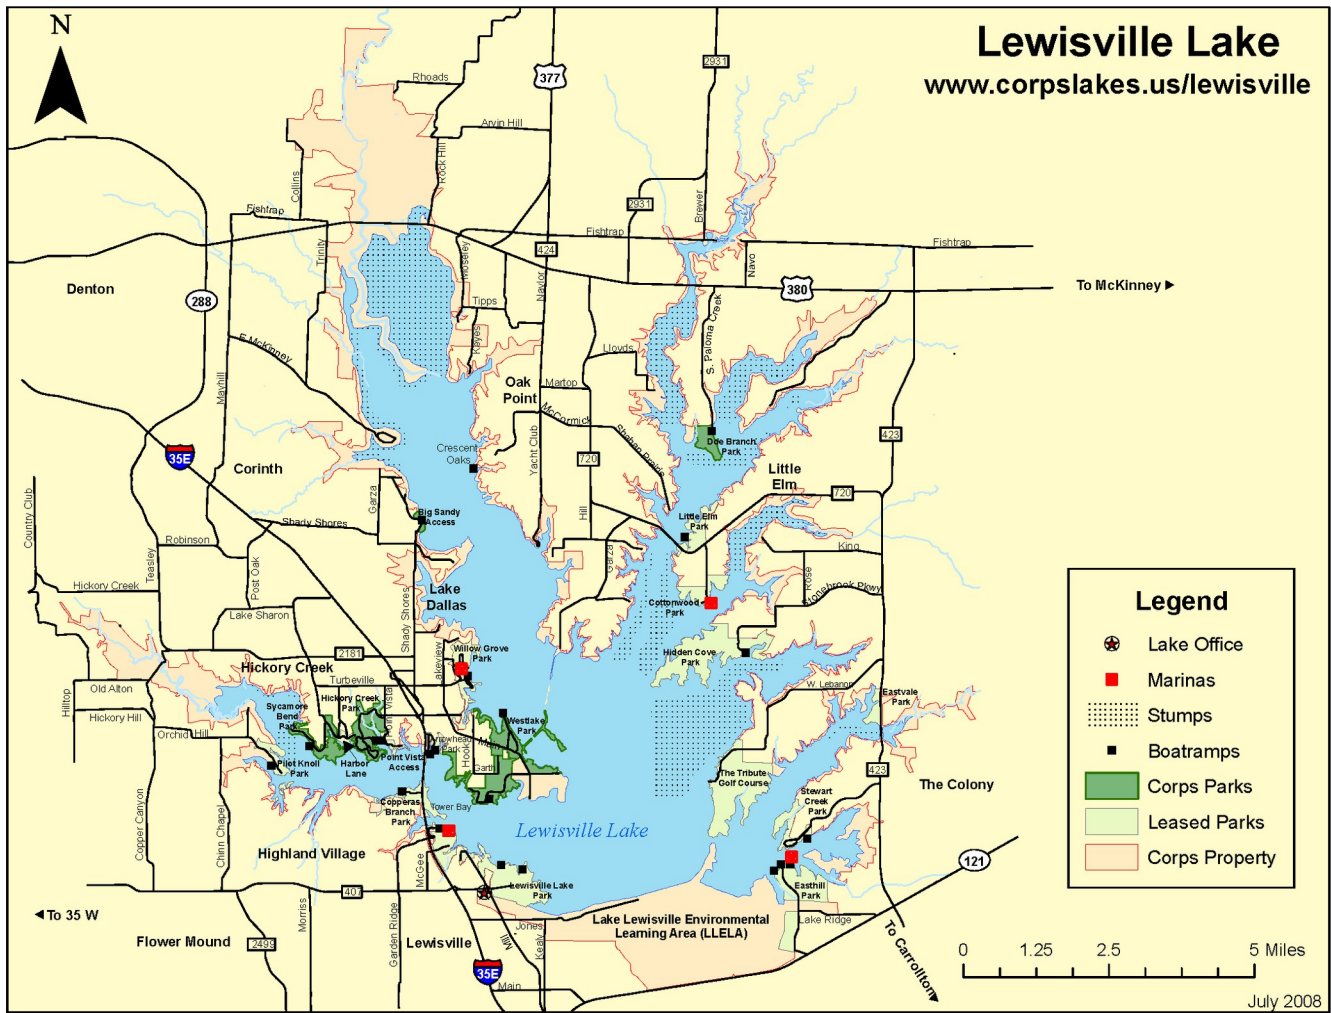 N
Lewisville Lake
www.corpslakes.us/lewisville
Rhoads
377
2931
Arvin Hill
Rock Hill
Collins
2931
Brewer
Fishtrap
Fishtrap
Fishtrap
Trinity
Moseley
424
Navo
Denton
288
Naylor
380
To McKinney
Tipps
S. Paloma Creek
E McKinney
Keyes
Lloyds
Mayhill
Oak
Point
Martop
McCormick
423
35E
Corinth
Crescent
Oaks
Yacht Club
Shahan Prairie
720
Doe Branch
Park
Little
Elm
720
Country Club
Garza
Big Sandy
Access
Shady Shores
Hill
Little Elm
Park
Robinson
Teasley
Post Oak
Garza
King
Rose
Stonebrook Pkwy
Hickory Creek
Lake
Dallas
Shady Shores
Cottonwood
Park
Lake Sharon
2181
Hickory Creek
Willow Grove
Park
Lakeview
Hidden Cove
Park
Turbeville
Old Alton
Hilltop
Hickory Hill
W. Lebanon
Eastvale
Park
Sycamore
Bend
Park
Hickory Creek
Park
Point Vista
Westlake
Park
Orchid Hill
Arrowhead
Park
Main
Hook
Garth
Pilot Knoll
Park
Harbor
Lane
Point Vista
Access
The Tribute
Golf Course
423
The Colony
Stewart
Creek
Park
Copperas
Branch
Park
Tower Bay
Lewisville Lake
Copper Canyon
Chinn Chapel
Highland Village
McGee
121
407
Lewisville Lake
Park
Easthill
Park
To 35 W
Morriss
Garden Ridge
Flower Mound
2499
Lewisville
Jones
Mill
Kealy
Lake Lewisville Environmental
Learning Area (LLELA)
Lake Ridge
To Carrollton
35E
Main
Legend
Lake Office
Marinas
Stumps
Boatramps
Corps Parks
Leased Parks
Corps Property
0 1.25 2.5 5 Miles
July 2008